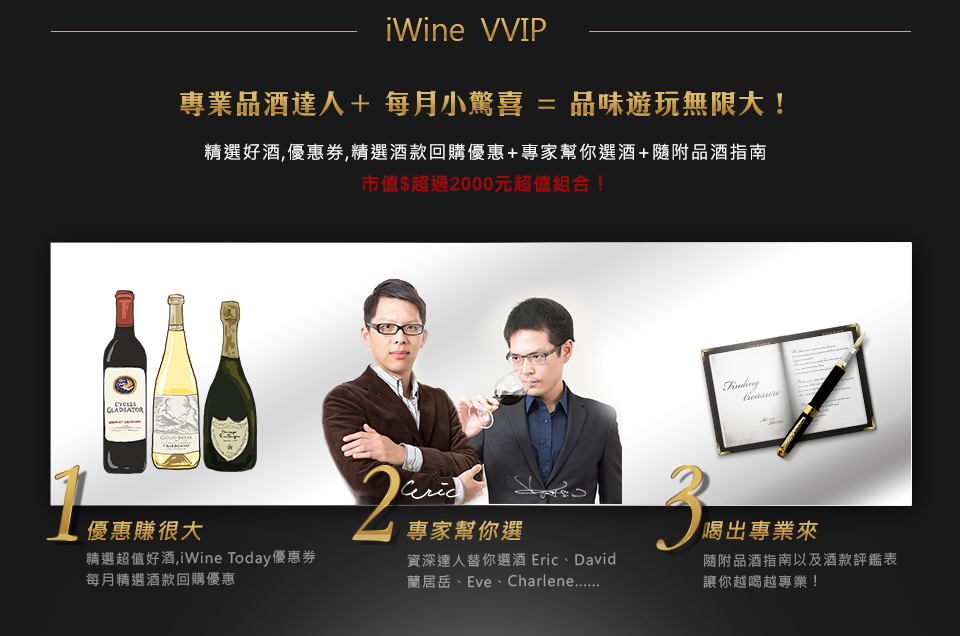 iWine VVIP
專業品酒達人＋ 每月小驚喜 = 品味遊玩無限大！
精選好酒,優惠券,精選酒款回購優惠+專家幫你選酒+隨附品酒指南
市值$超過2000元超值組合！
CYCLES
GLADIATOR
CLOUD BREAK
CHARDONNAY
Eric
Finding
treasure
1 優惠賺很大
精選超值好酒,iWine Today優惠券
每月精選酒款回購優惠
2 專家幫你選
資深達人替你選酒 Eric、David
蘭居岳、Eve、Charlene......
3 喝出專業來
隨附品酒指南以及酒款評鑑表
讓你越喝越專業！